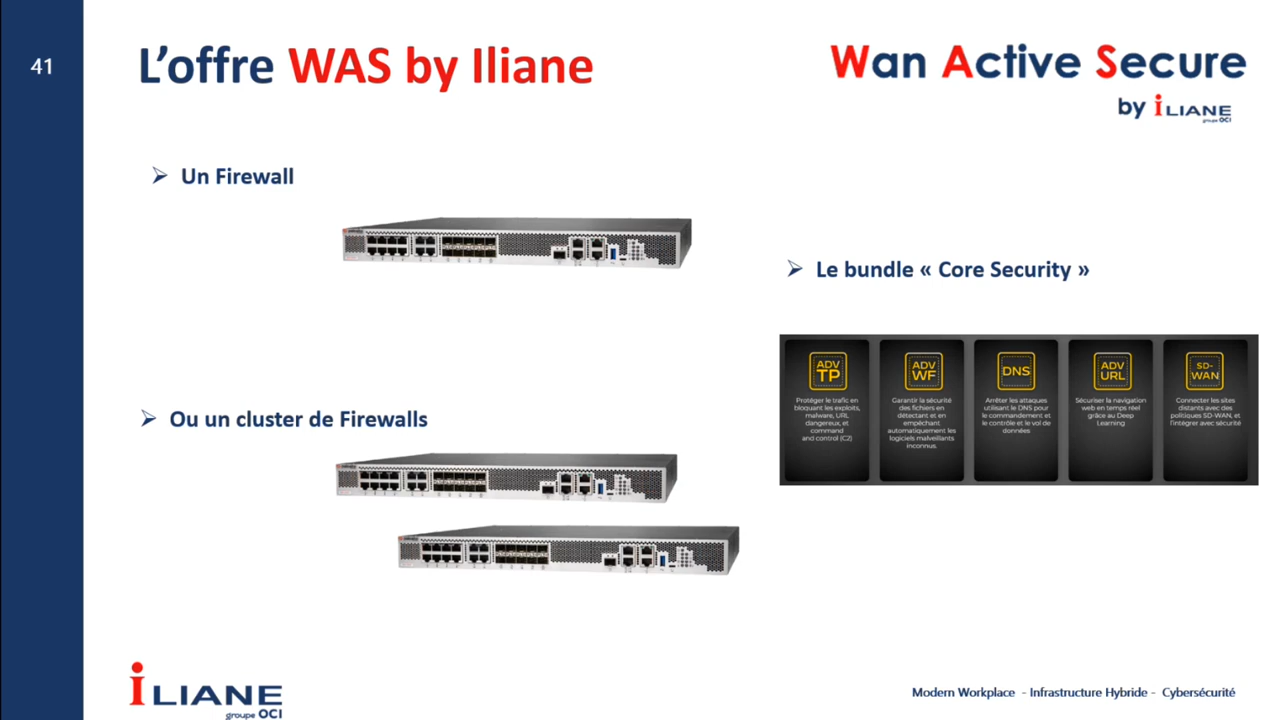 41
L’offre WAS by Iliane
Wan Active Secure
by iLIANE
groupe OCI
Un Firewall
Le bundle « Core Security »
ADV
TP
Protéger le trafic en
bloquant les exploits,
malware, URL
dangereux, et
command
and control (C2)
ADV
WF
Garantir la sécurité
des fichiers en
détectant et en
empêchant
automatiquement les
logiciels malveillants
inconnus.
DNS
Arrêter les attaques
utilisant le DNS pour
le commandement et
le contrôle et le vol de
données
ADV
URL
Sécuriser la navigation
web en temps réel
grâce au Deep
Learning
SD-
WAN
Connecter les sites
distants avec des
politiques SD-WAN, et
l'intégrer avec sécurité
Ou un cluster de Firewalls
iLIANE
groupe OCI
Modern Workplace - Infrastructure Hybride - Cybersécurité